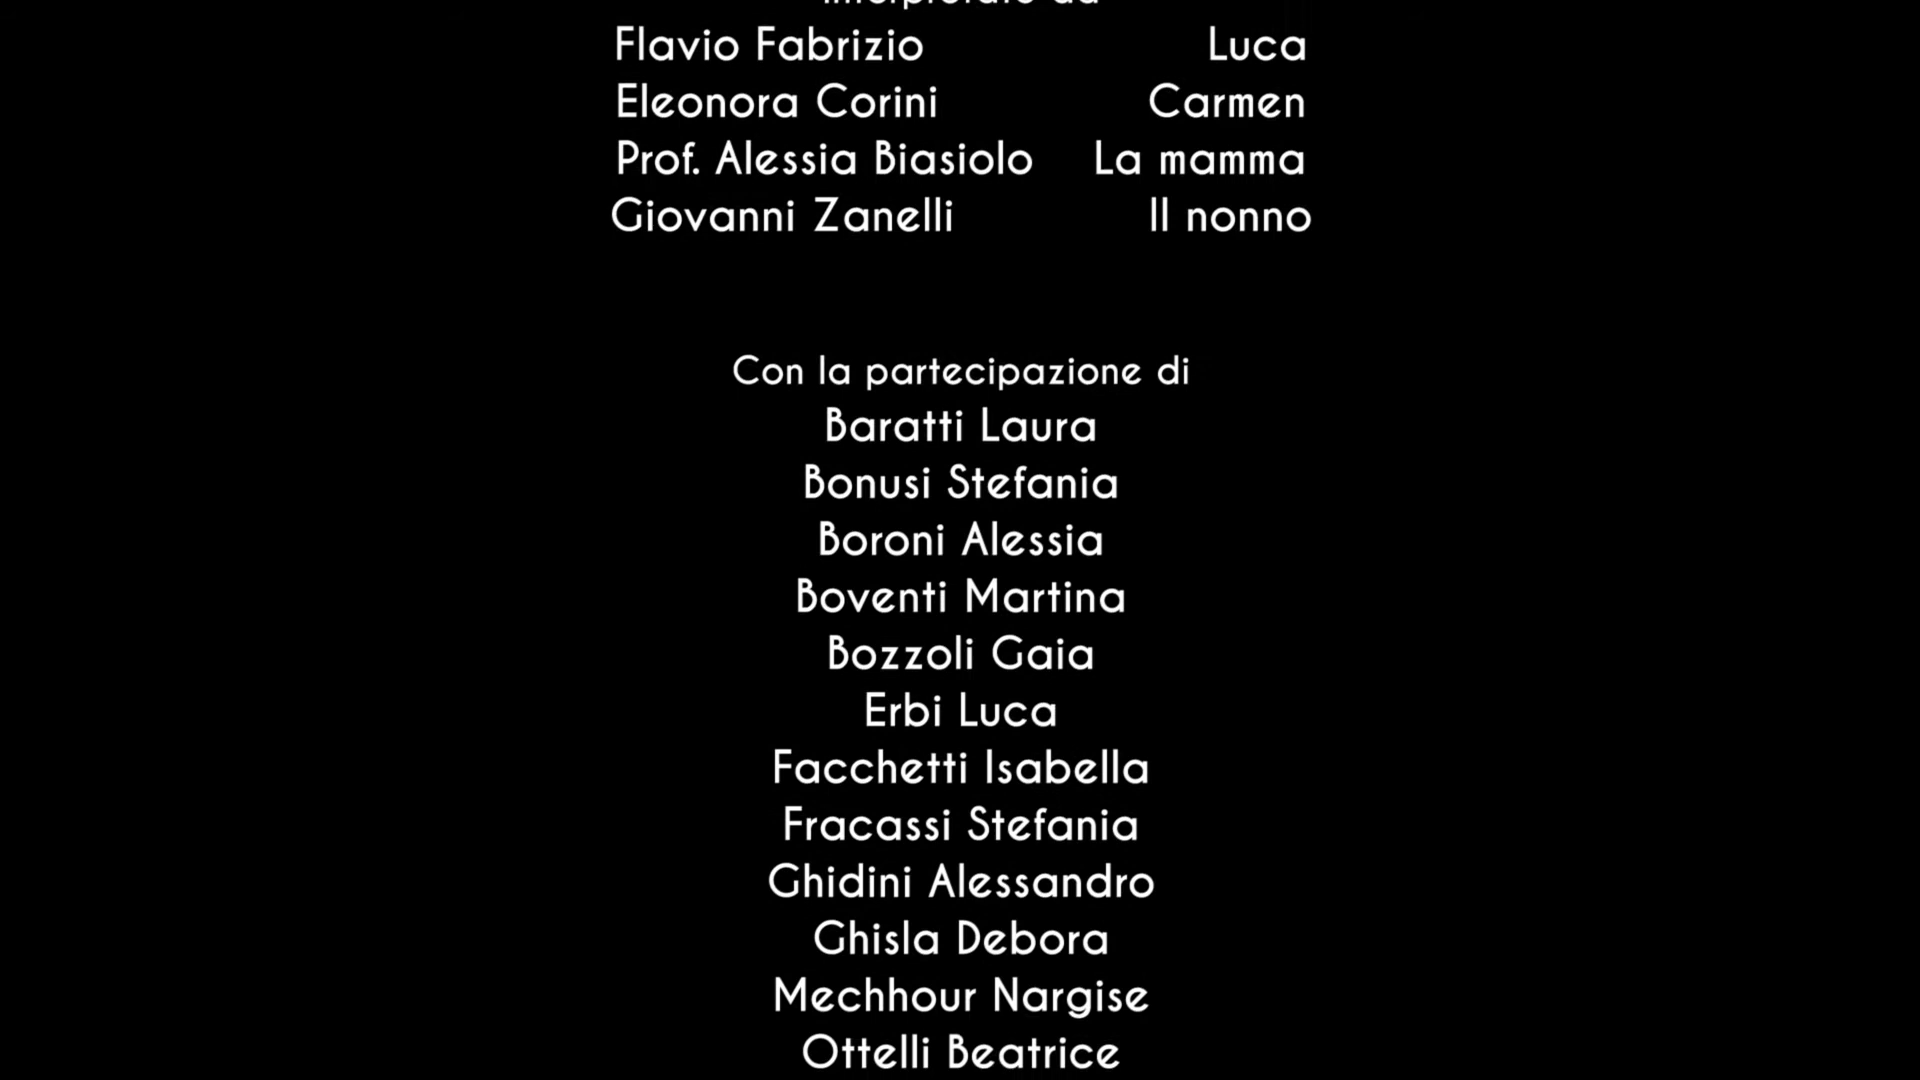 Interpretato da
Flavio Fabrizio Luca
Eleonora Corini Carmen
Prof. Alessia Biasiolo La mamma
Giovanni Zanelli Il nonno
Con la partecipazione di
Baratti Laura
Bonusi Stefania
Boroni Alessia
Boventi Martina
Bozzoli Gaia
Erbi Luca
Facchetti Isabella
Fracassi Stefania
Ghidini Alessandro
Ghisla Debora
Mechhour Nargise
Ottelli Beatrice